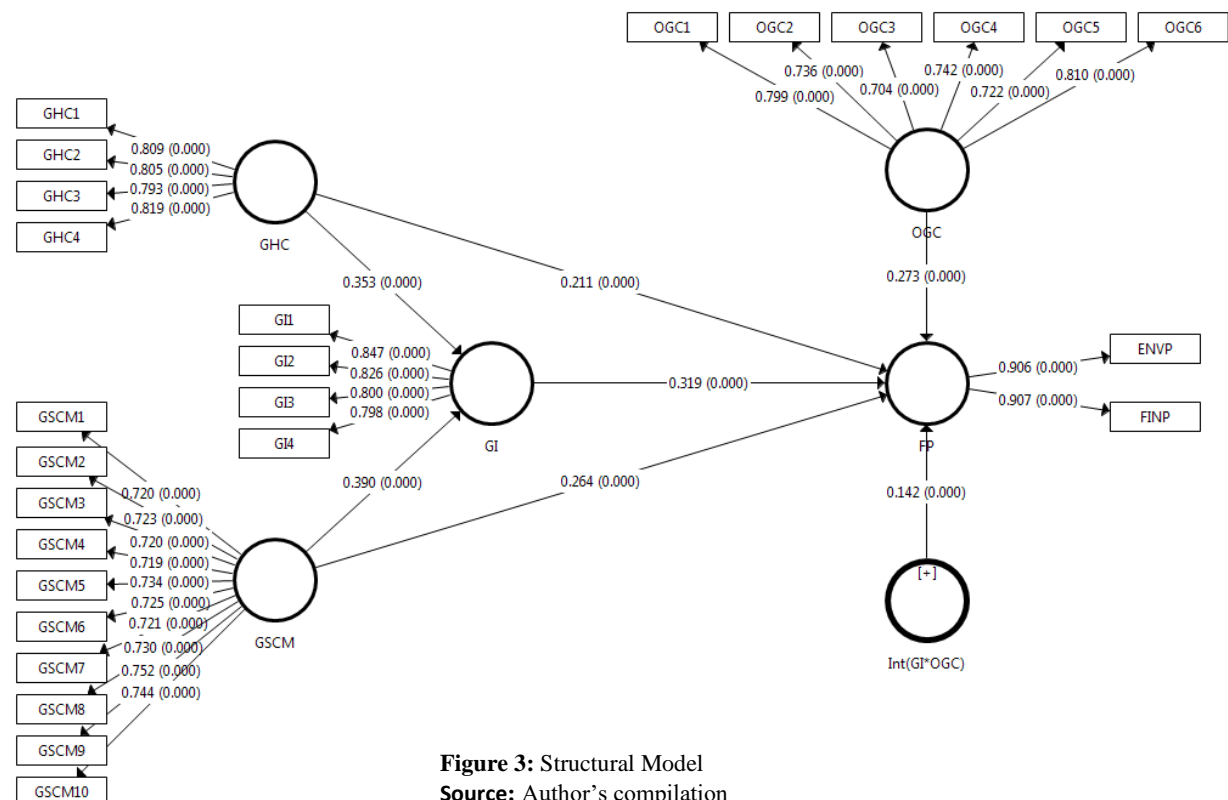 OGC1 OGC2 OGC3 OGC4 OGC5 OGC6
0.736 (0.000) 0.742 (0.000) 0.810 (0.000)
0.799 (0.000) 0.704 (0.000) 0.722 (0.000)
OGC
GHC1
GHC2
GHC3
GHC4
0.809 (0.000)
0.805 (0.000)
0.793 (0.000)
0.819 (0.000)
GHC
0.353 (0.000)
0.211 (0.000)
0.273 (0.000)
GI1
GI2
GI3
GI4
0.847 (0.000)
0.826 (0.000)
0.800 (0.000)
0.798 (0.000)
GI
0.319 (0.000)
FP
0.906 (0.000)
0.907 (0.000)
ENVP
FINP
GSCM1
GSCM2
GSCM3
GSCM4
GSCM5
GSCM6
GSCM7
GSCM8
GSCM9
GSCM10
0.720 (0.000)
0.723 (0.000)
0.720 (0.000)
0.719 (0.000)
0.734 (0.000)
0.725 (0.000)
0.721 (0.000)
0.730 (0.000)
0.752 (0.000)
0.744 (0.000)
GSCM
0.390 (0.000)
0.264 (0.000)
0.142 (0.000)
[+]
Int(GI*OGC)
Figure 3: Structural Model
Source: Author's compilation